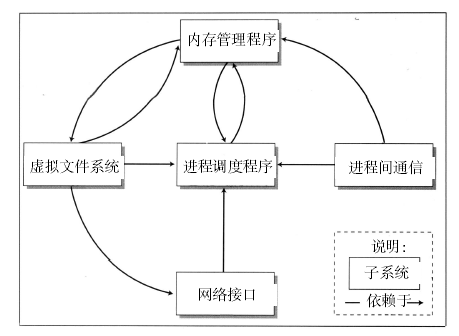 内存管理程序
虚拟文件系统
进程调度程序
进程间通信
网络接口
说明:
子系统
依赖于